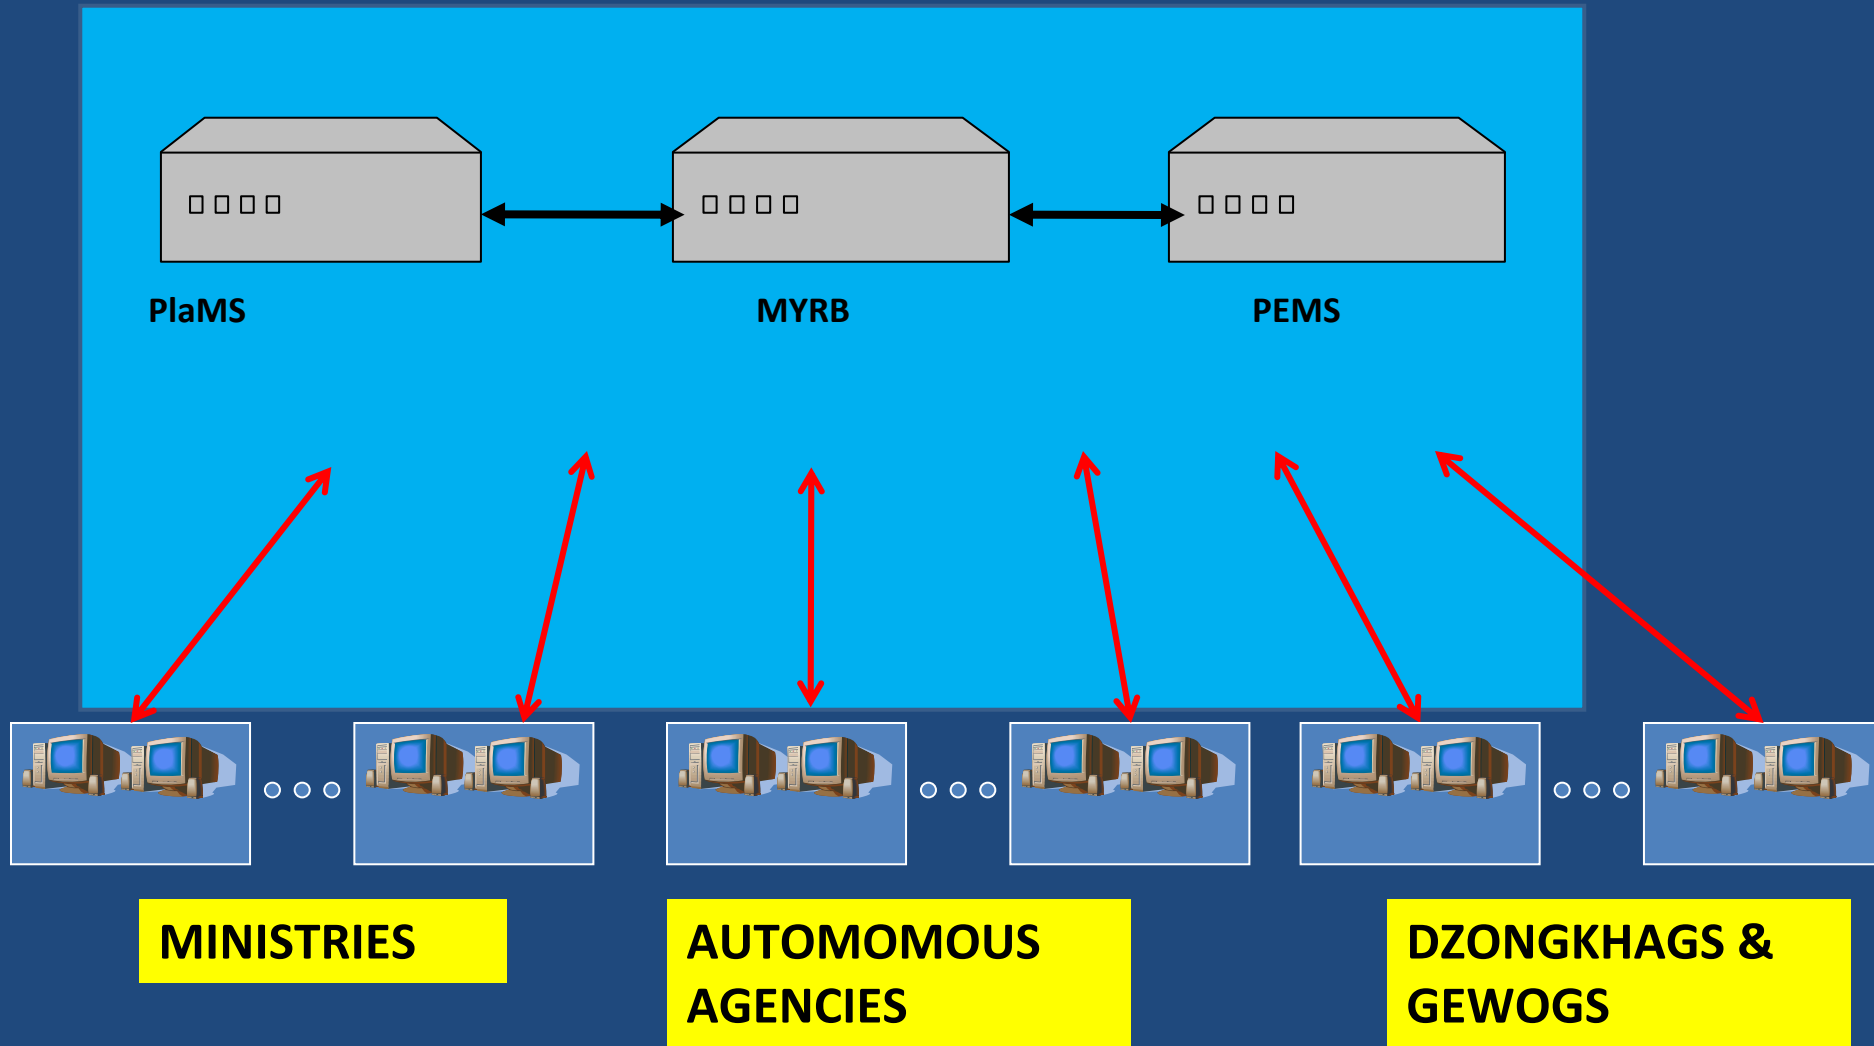 PlaMS
MYRB
PEMS
MINISTRIES
AUTOMOMOUS
AGENCIES
DZONGKHAGS &
GEWOGS